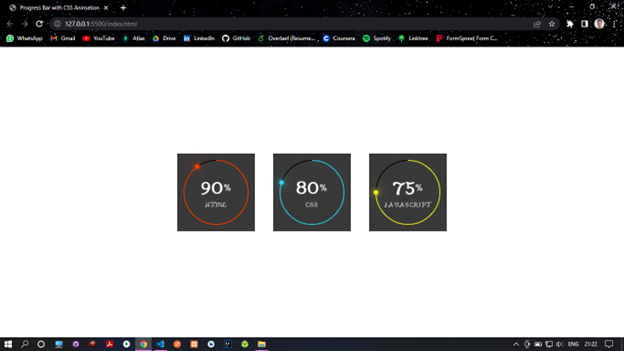 Progress Bar with CSS Animation
127.0.0.1:5500/index.html
WhatsApp Gmail YouTube Atlas Drive LinkedIn GitHub Overleaf (Resume... Coursera Spotify Linktree FormSpree( Form C...
90% 80% 75%
HTML CSS JAVASCRIPT
ENG 21:22